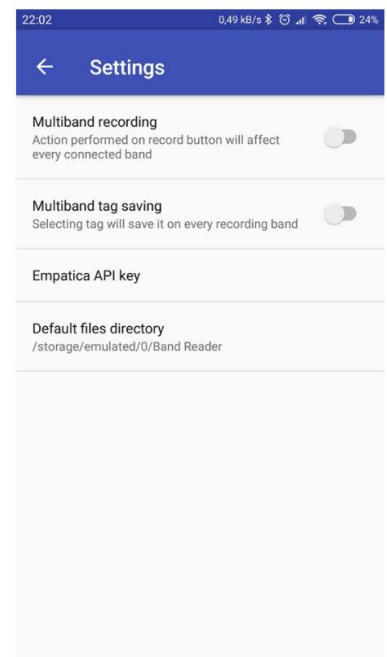 22:02 0,49 kB/s 24%
Settings
Multiband recording
Action performed on record button will affect
every connected band
Multiband tag saving
Selecting tag will save it on every recording band
Empatica API key
Default files directory
/storage/emulated/0/Band Reader